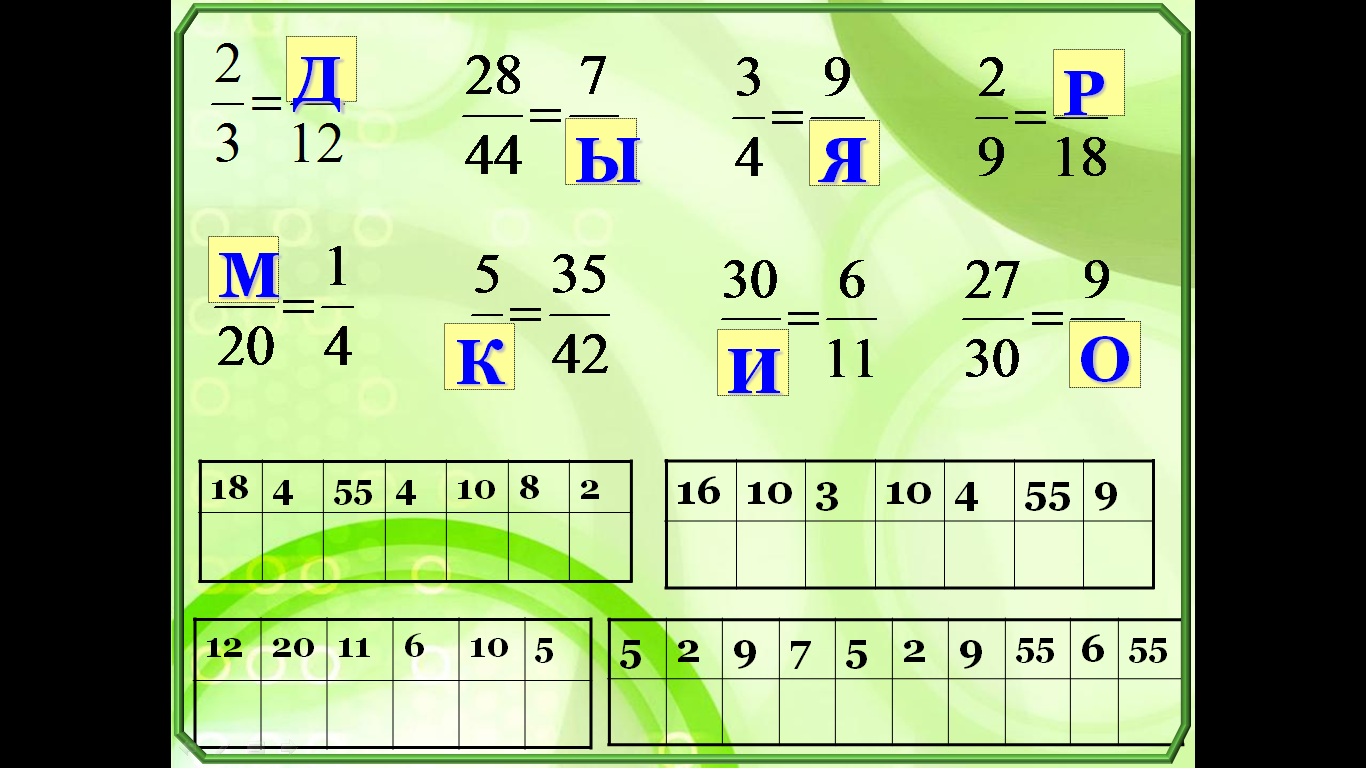 2/3 = Д/12 28/44 = 7/Ы 3/4 = 9/Я 2/9 = Р/18
М/20 = 1/4 5/К = 35/42 30/И = 6/11 27/30 = 9/О
18 4 55 4 10 8 2
16 10 3 10 4 55 9
12 20 11 6 10 5
5 2 9 7 5 2 9 55 6 55